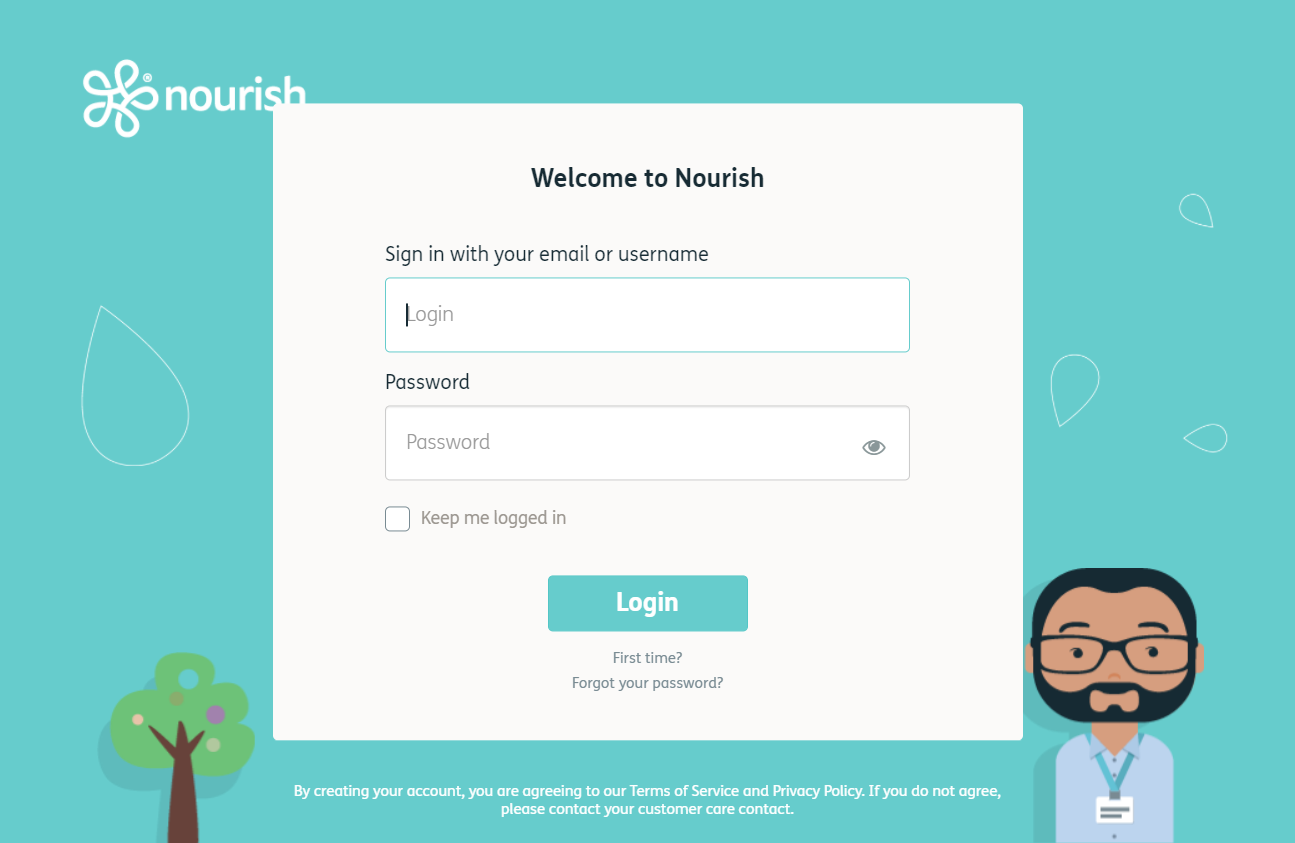 nourish®
Welcome to Nourish
Sign in with your email or username
Login
Password
Password
Keep me logged in
Login
First time?
Forgot your password?
By creating your account, you are agreeing to our Terms of Service and Privacy Policy. If you do not agree,
please contact your customer care contact.